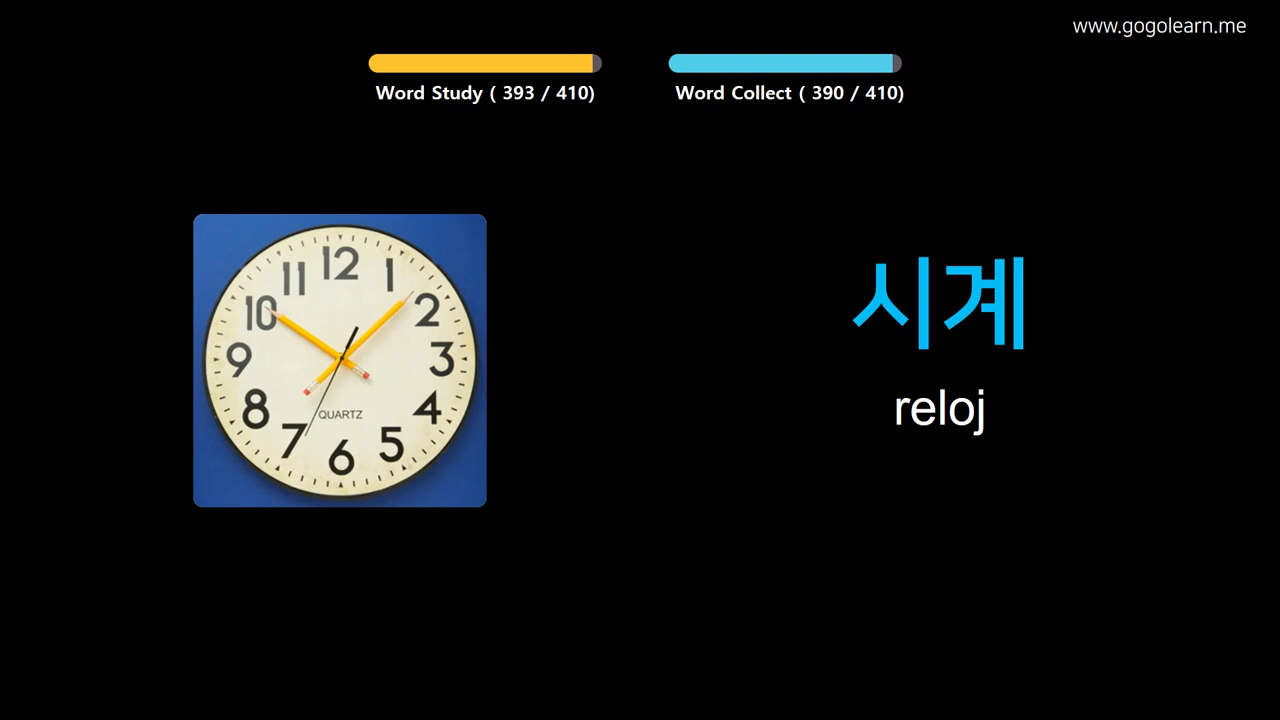 www.gogolearn.me
Word Study ( 393 / 410)
Word Collect ( 390 / 410)
12
11
1
10
2
9
3
8
4
QUARTZ
7
5
6
시계
reloj